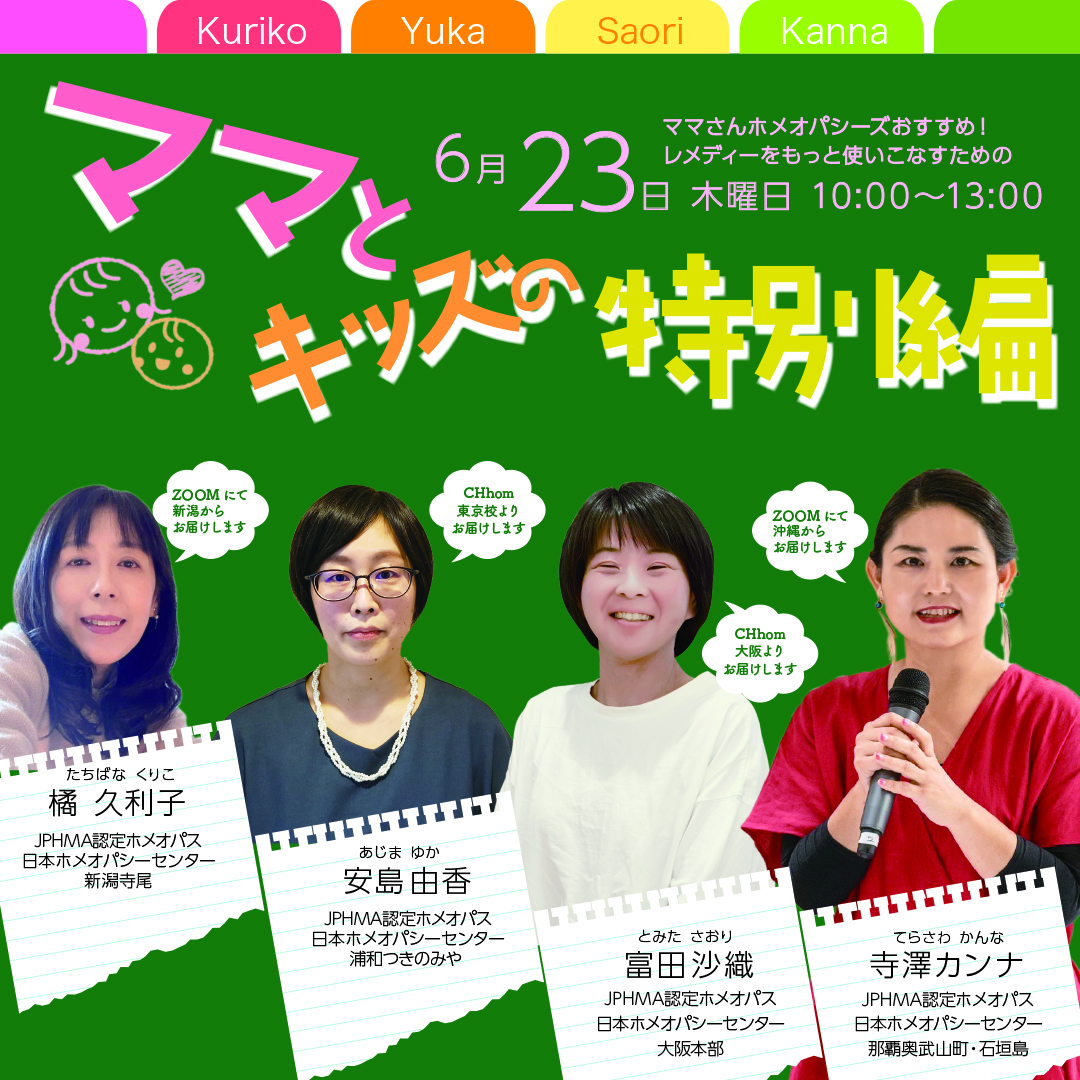 Kuriko
Yuka
Saori
Kanna
ママと
キッズの
特別編
6月23日 木曜日 10:00〜13:00
ママさんホメオパシーズおすすめ!
レメディーをもっと使いこなすための
ZOOMにて
新潟から
お届けします
CHhom
東京校より
お届けします
CHhom
大阪より
お届けします
ZOOMにて
沖縄から
お届けします
たちばな くりこ
橘 久利子
JPHMA認定ホメオパス
日本ホメオパシーセンター
新潟寺尾
あじま ゆか
安島由香
JPHMA認定ホメオパス
日本ホメオパシーセンター
浦和つきのみや
とみた さおり
富田沙織
JPHMA認定ホメオパス
日本ホメオパシーセンター
大阪本部
てらさわ かんな
寺澤カンナ
JPHMA認定ホメオパス
日本ホメオパシーセンター
那覇奥武山町・石垣島